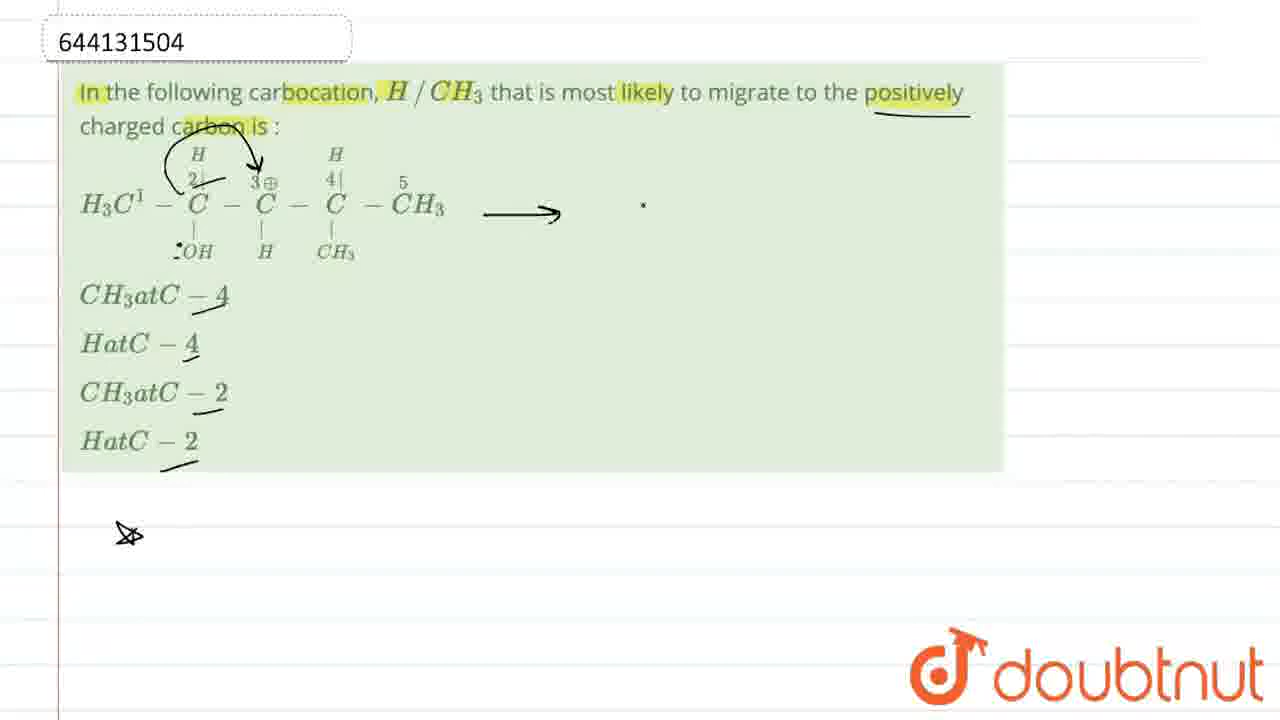 644131504
In the following carbocation, H / CH₃ that is most likely to migrate to the positively
charged carbon is :
H H
2| 3⊕ 4| 5
H₃C¹ − C − C − C − CH₃
| | |
:OH H CH₃
CH₃atC − 4
HatC − 4
CH₃atC − 2
HatC − 2
doubtnut